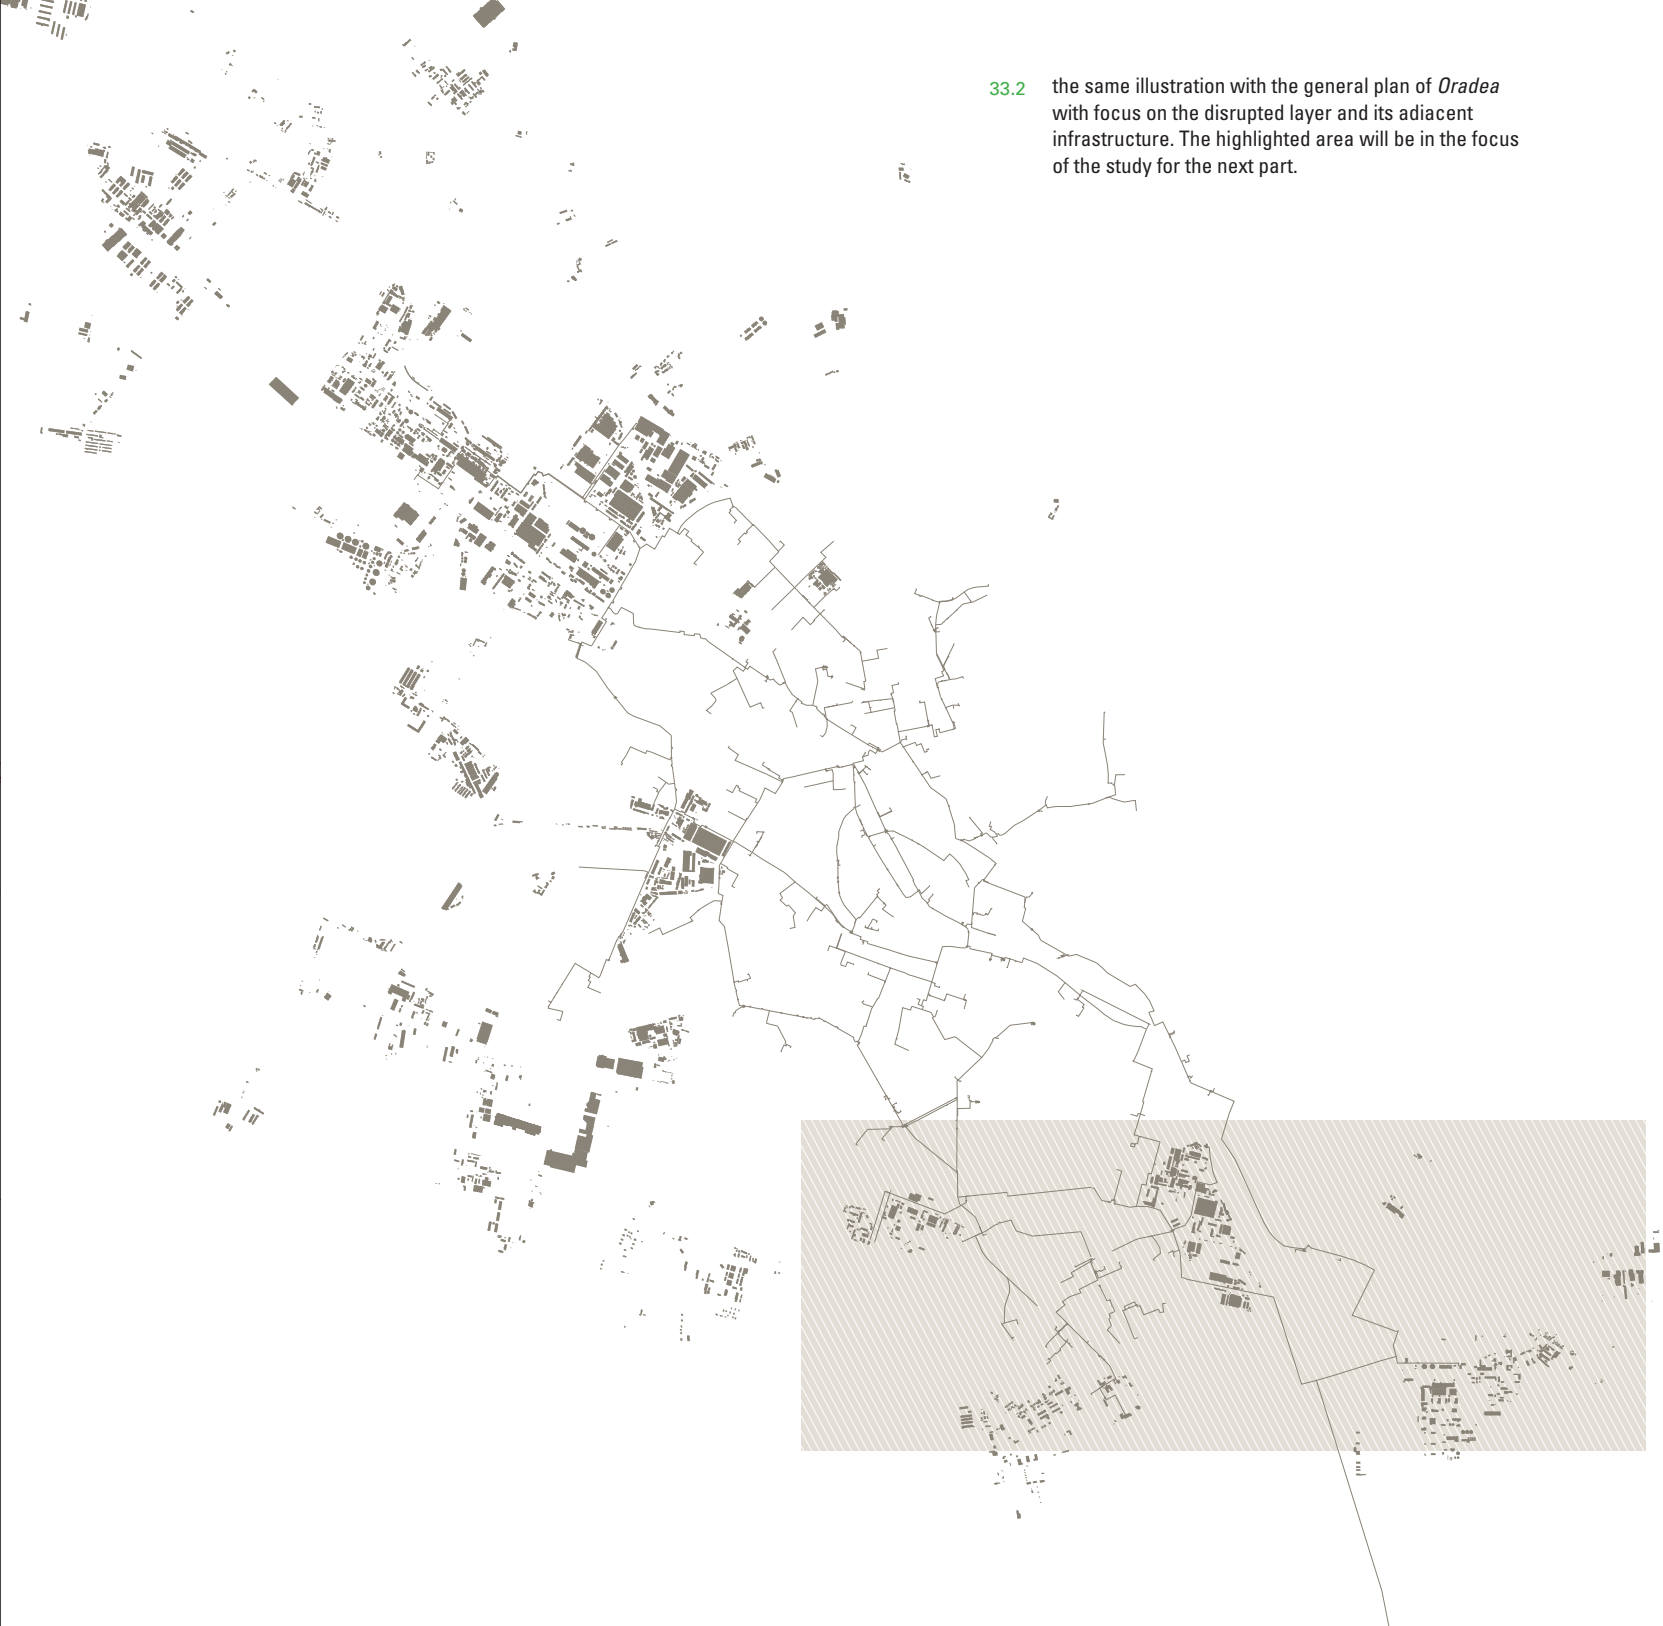 33.2 the same illustration with the general plan of Oradea
with focus on the disrupted layer and its adiacent
infrastructure. The highlighted area will be in the focus
of the study for the next part.